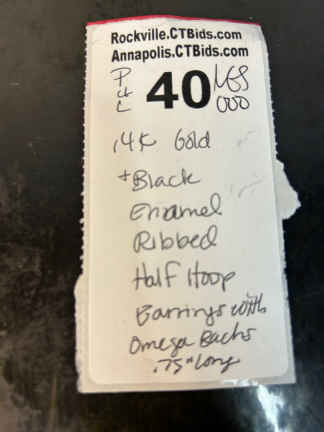 Rockville.CTBids.com
Annapolis.CTBids.com
40
000
14K Gold
+Black
Enamel
Ribbed
Half Hoop
Earrings with
Omega Backs
.75" Long